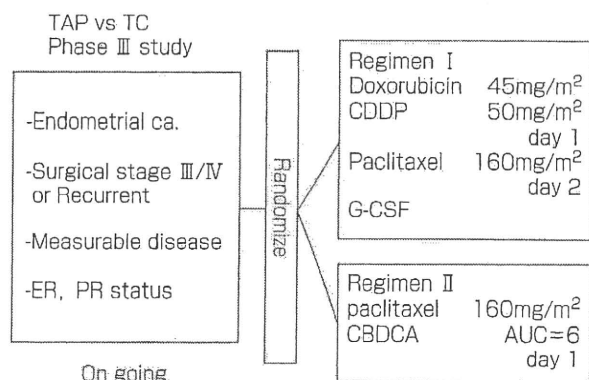 TAP vs TC
Phase Ⅲ study
-Endometrial ca.
-Surgical stage Ⅲ/Ⅳ
or Recurrent
-Measurable disease
-ER, PR status
On going
Randomize
Regimen Ⅰ
Doxorubicin 45mg/m²
CDDP 50mg/m²
day 1
Paclitaxel 160mg/m²
day 2
G-CSF
Regimen Ⅱ
paclitaxel 160mg/m²
CBDCA AUC=6
day 1